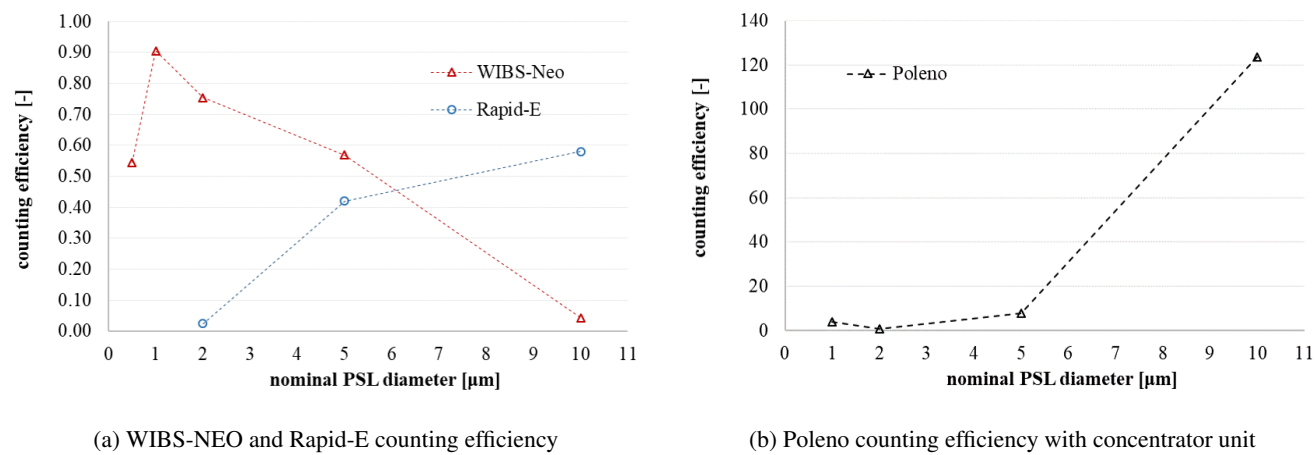 1.00
0.90
0.80
0.70
0.60
0.50
0.40
0.30
0.20
0.10
0.00
counting efficiency [-]
WIBS-Neo
Rapid-E
0 1 2 3 4 5 6 7 8 9 10 11
nominal PSL diameter [µm]
(a) WIBS-NEO and Rapid-E counting efficiency
140
120
100
80
60
40
20
0
counting efficiency [-]
Poleno
0 1 2 3 4 5 6 7 8 9 10 11
nominal PSL diameter [µm]
(b) Poleno counting efficiency with concentrator unit